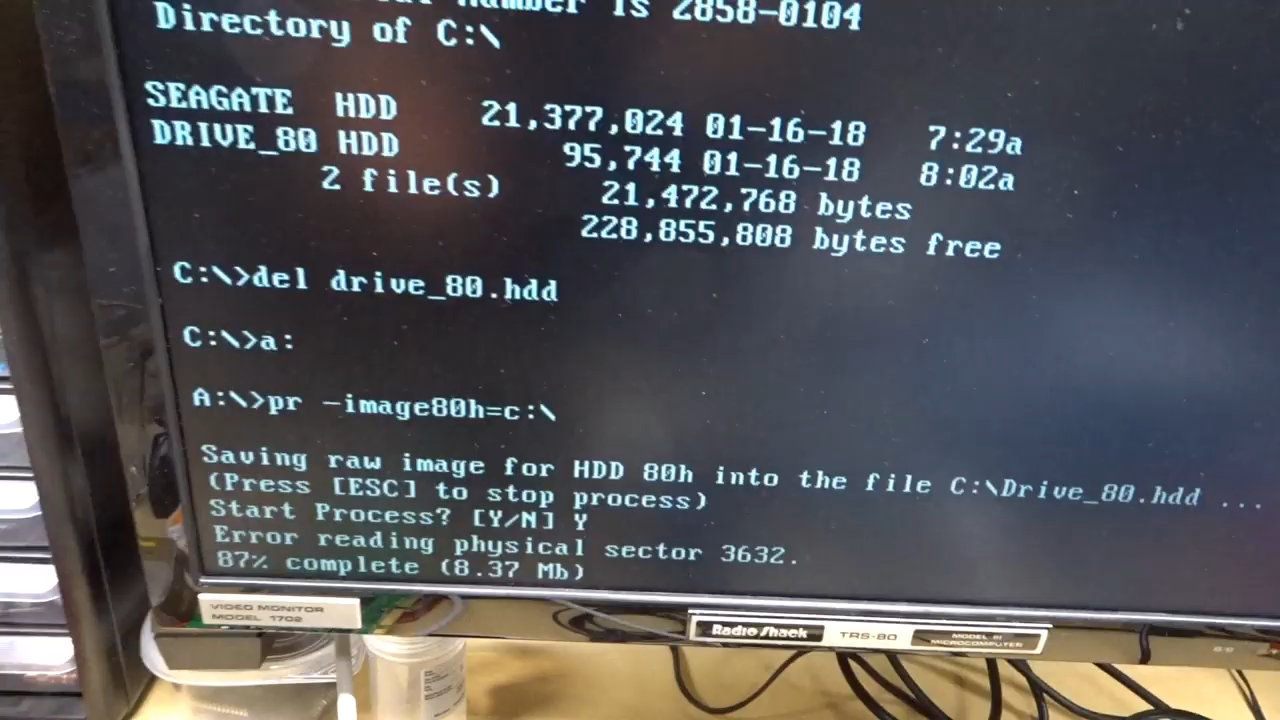 number is 2858-0104
Directory of C:\
SEAGATE HDD 21,377,024 01-16-18 7:29a
DRIVE_80 HDD 95,744 01-16-18 8:02a
2 file(s) 21,472,768 bytes
228,855,808 bytes free
C:\>del drive_80.hdd
C:\>a:
A:\>pr -image80h=c:\
Saving raw image for HDD 80h into the file C:\Drive_80.hdd ...
(Press [ESC] to stop process)
Start Process? [Y/N] Y
Error reading physical sector 3632.
87% complete (8.37 Mb)
VIDEO MONITOR
MODEL 1702
Radio Shack TRS-80 MODEL III
MICROCOMPUTER